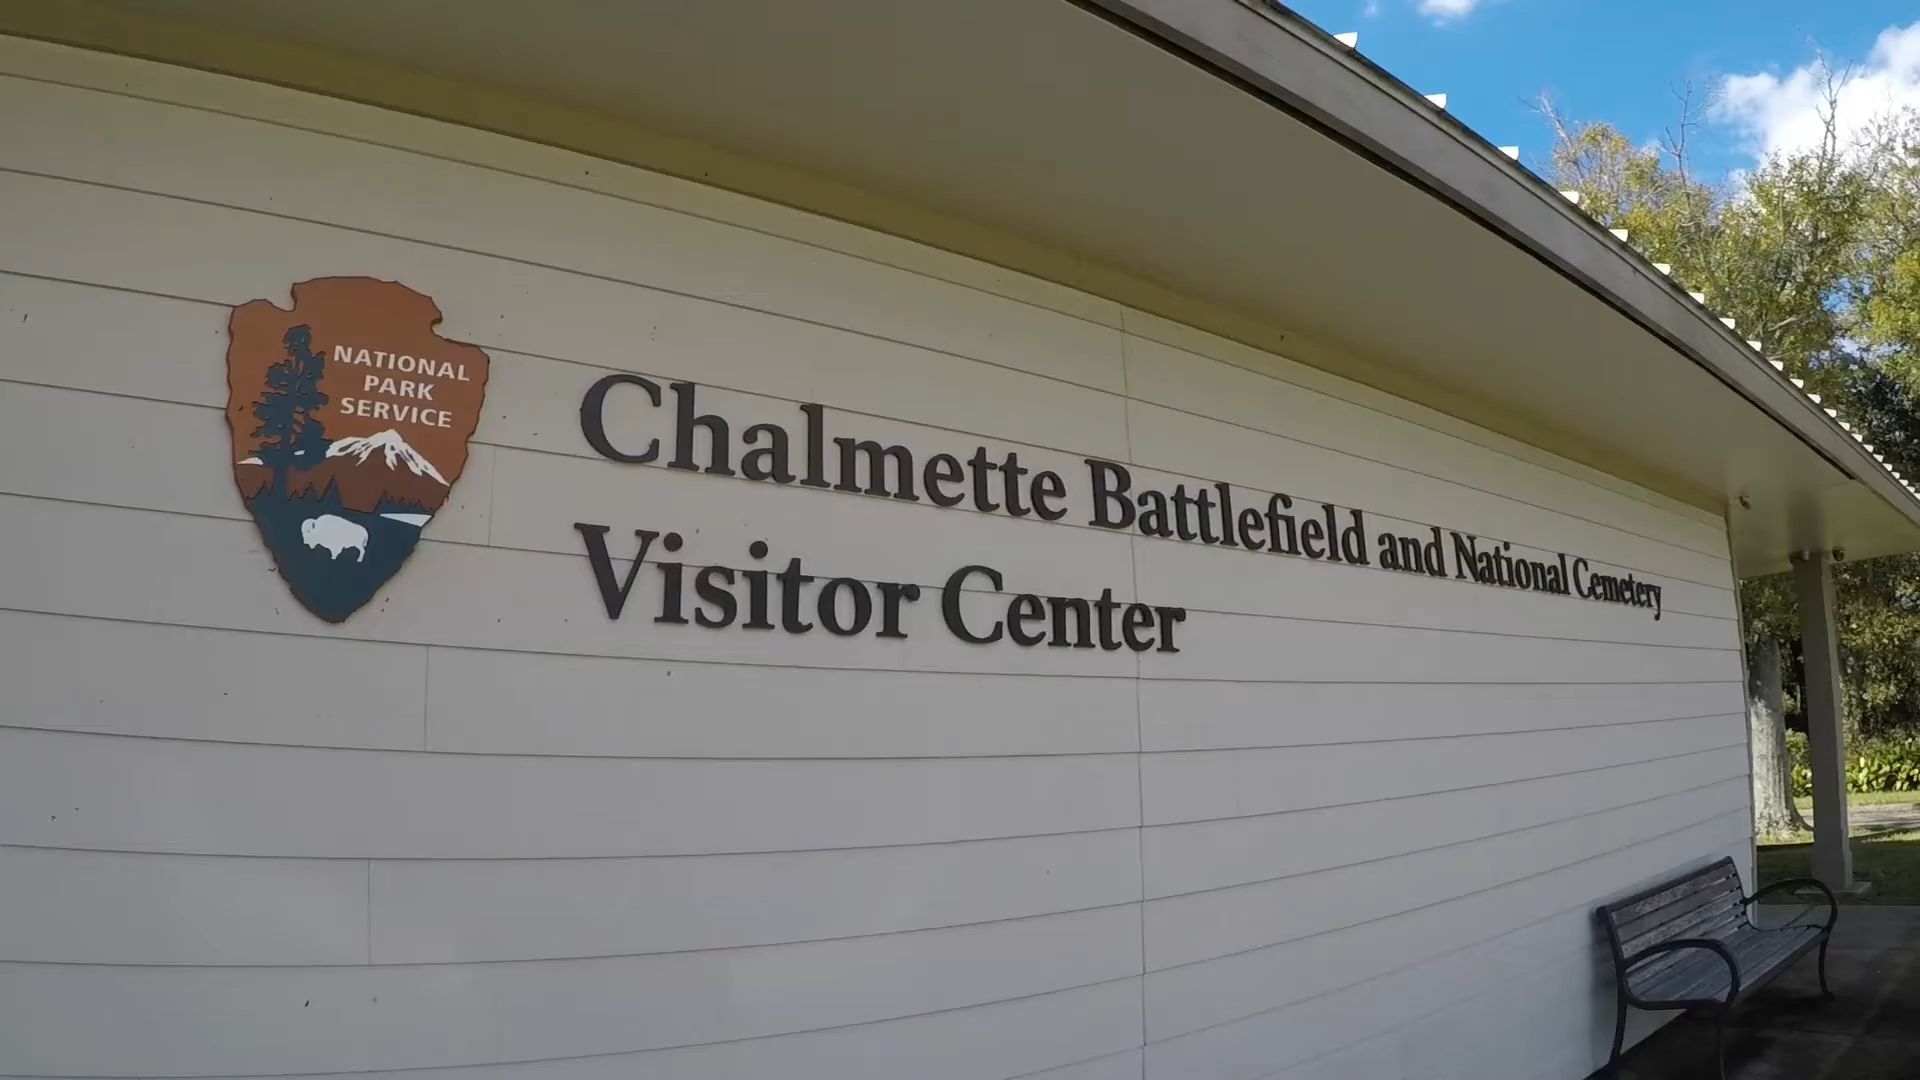 NATIONAL
PARK
SERVICE
Chalmette Battlefield and National Cemetery
Visitor Center